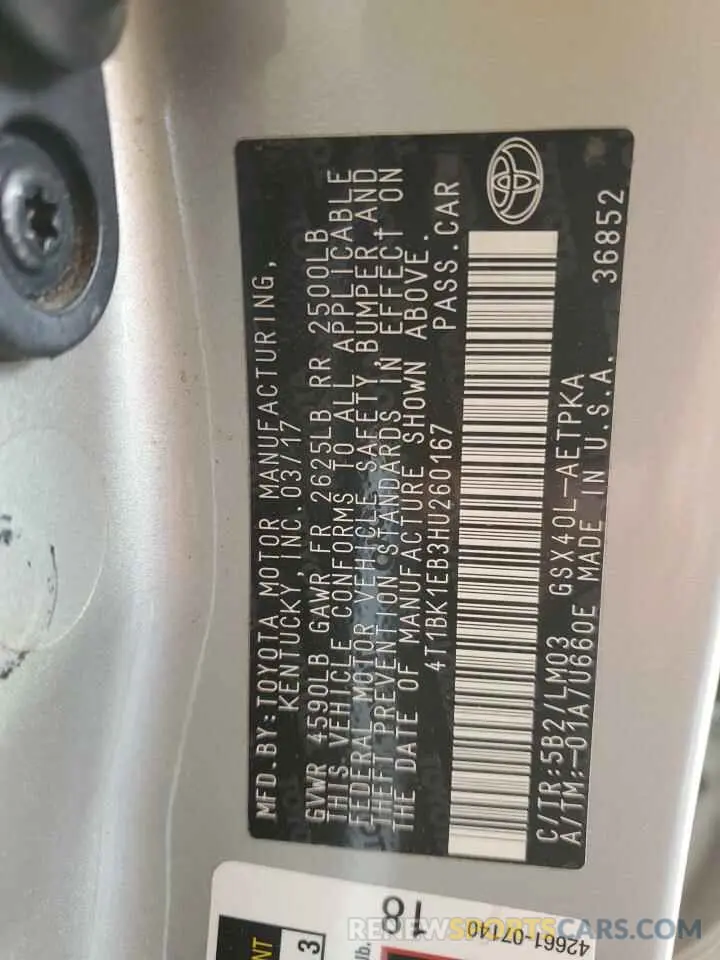 MFD.BY:TOYOTA MOTOR MANUFACTURING,
KENTUCKY, INC.03/17
GVWR 4590LB GAWR FR 2625LB RR 2500LB
THIS VEHICLE CONFORMS TO ALL APPLICABLE
FEDERAL MOTOR VEHICLE SAFETY, BUMPER, AND
THEFT PREVENTION STANDARDS IN EFFECT ON
THE DATE OF MANUFACTURE SHOWN ABOVE.
4T1BK1EB3HU260167 PASS.CAR
C/TR:5B2/LM03 GSX40L-AETPKA
A/TM:-01A/U660E MADE IN U.S.A. 36852
NT
3
lb.
18
42661-07140
RENEWSPORTSCARS.COM